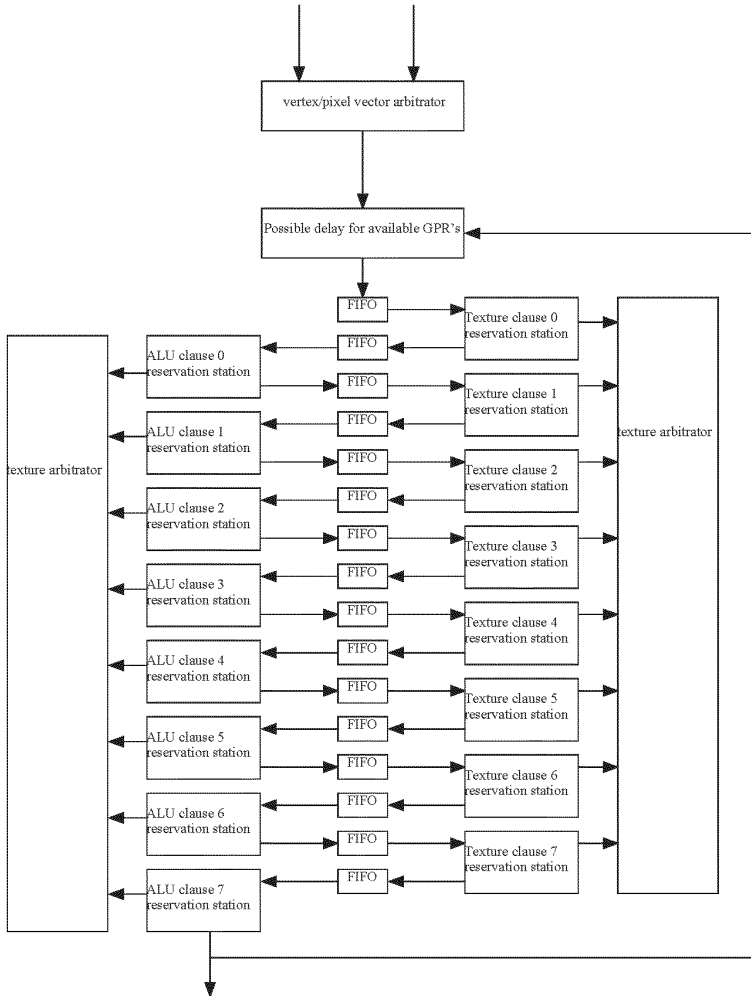 vertex/pixel vector arbitrator
Possible delay for available GPR's
FIFO
Texture clause 0
reservation station
FIFO
ALU clause 0
reservation station
FIFO
Texture clause 1
reservation station
FIFO
ALU clause 1
reservation station
texture arbitrator
texture arbitrator
FIFO
Texture clause 2
reservation station
FIFO
ALU clause 2
reservation station
FIFO
Texture clause 3
reservation station
FIFO
ALU clause 3
reservation station
FIFO
Texture clause 4
reservation station
FIFO
ALU clause 4
reservation station
FIFO
Texture clause 5
reservation station
FIFO
ALU clause 5
reservation station
FIFO
Texture clause 6
reservation station
FIFO
ALU clause 6
reservation station
FIFO
Texture clause 7
reservation station
FIFO
ALU clause 7
reservation station